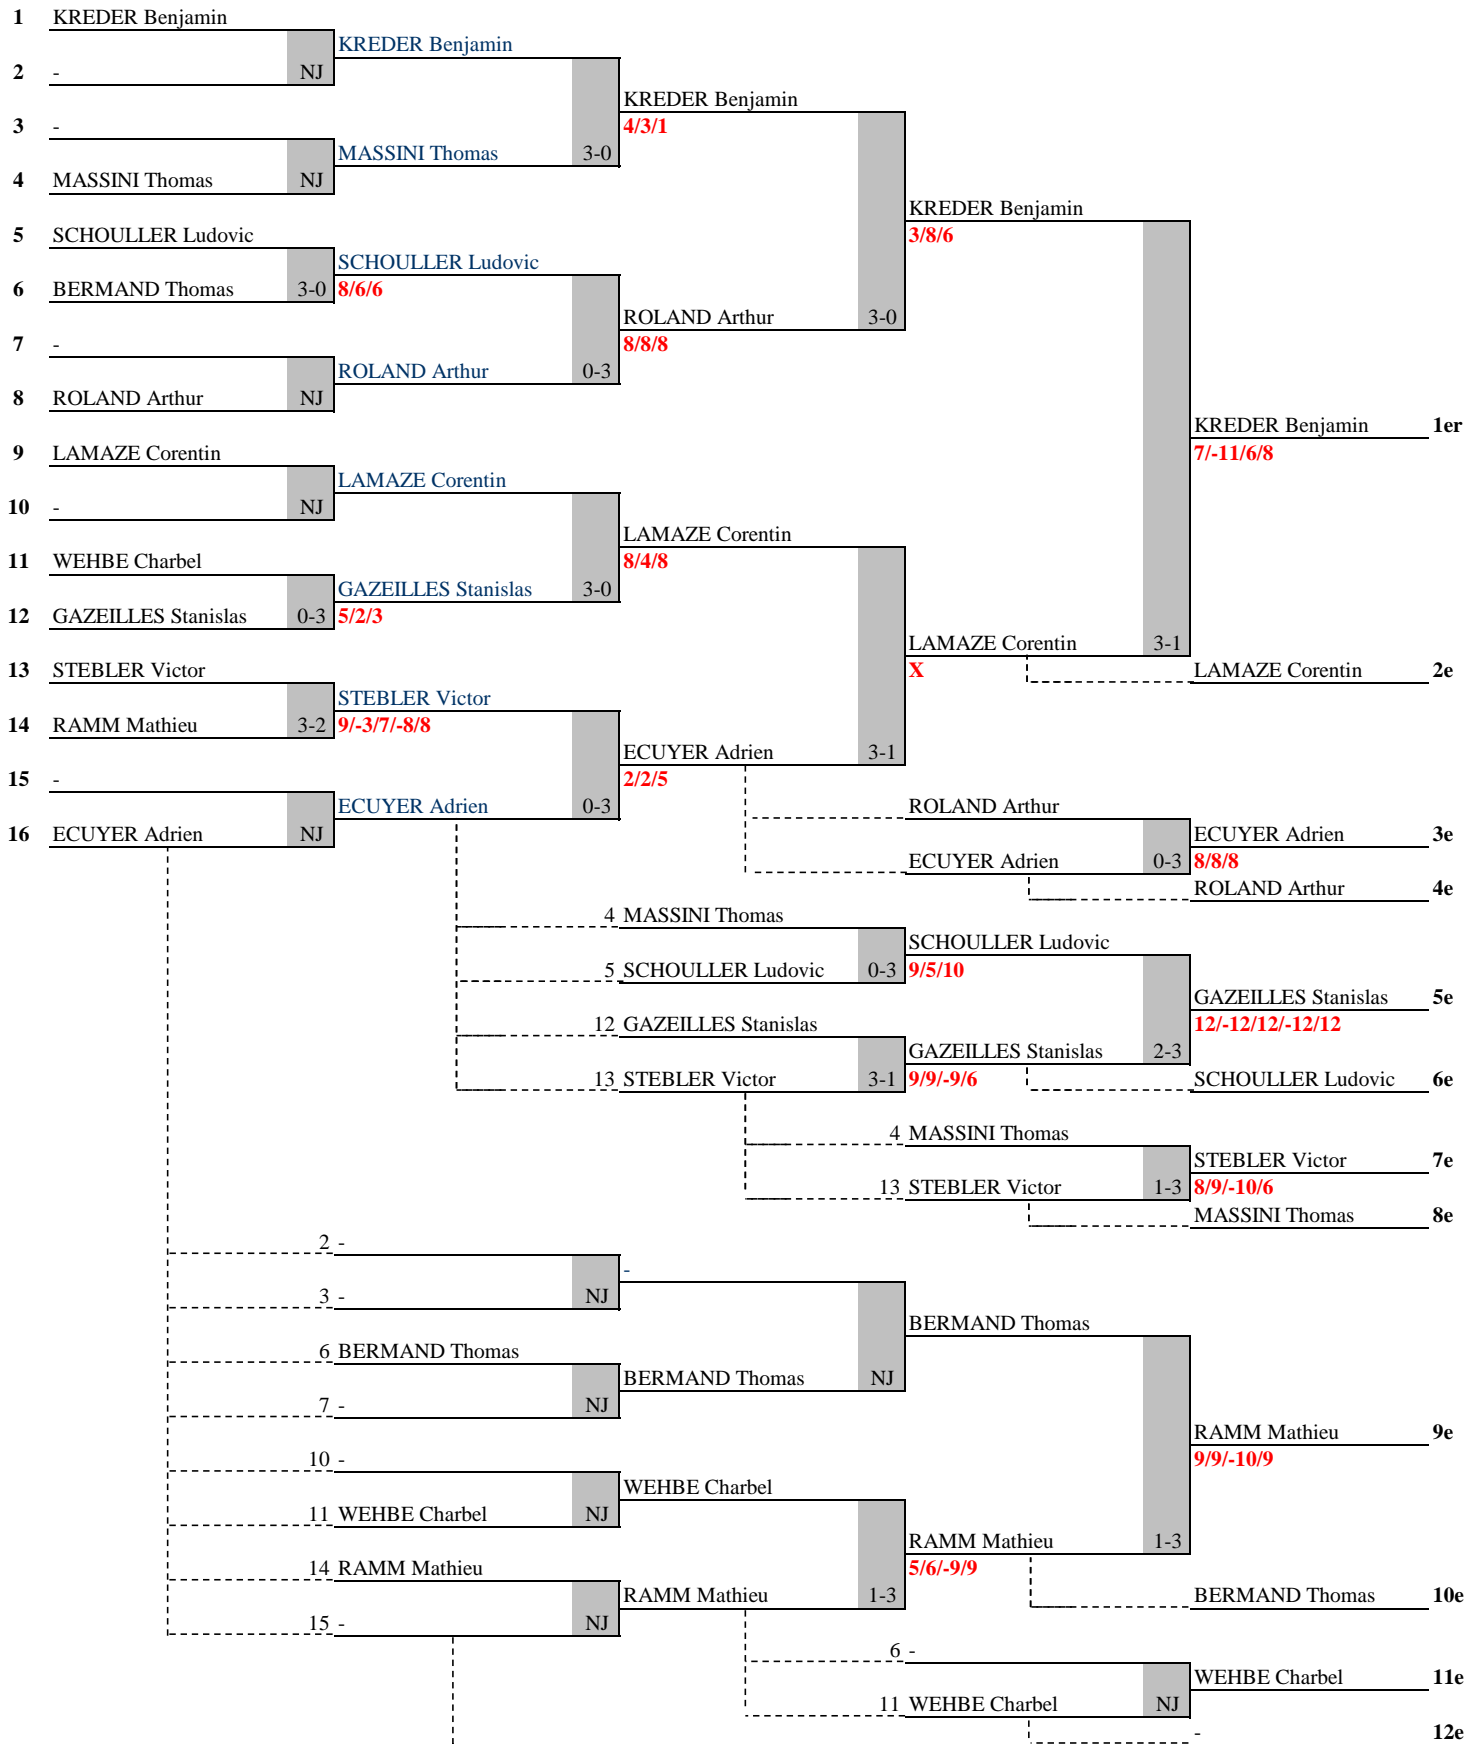 1 KREDER Benjamin
KREDER Benjamin
2 - NJ
KREDER Benjamin
3 - 4/3/1
MASSINI Thomas 3-0
4 MASSINI Thomas NJ
KREDER Benjamin
5 SCHOULLER Ludovic 3/8/6
SCHOULLER Ludovic
6 BERMAND Thomas 3-0 8/6/6
ROLAND Arthur 3-0
7 - 8/8/8
ROLAND Arthur 0-3
8 ROLAND Arthur NJ
KREDER Benjamin 1er
9 LAMAZE Corentin 7/-11/6/8
LAMAZE Corentin
10 - NJ
LAMAZE Corentin
11 WEHBE Charbel 8/4/8
GAZEILLES Stanislas 3-0
12 GAZEILLES Stanislas 0-3 5/2/3
LAMAZE Corentin 3-1
13 STEBLER Victor X LAMAZE Corentin 2e
STEBLER Victor
14 RAMM Mathieu 3-2 9/-3/7/-8/8
ECUYER Adrien 3-1
15 - 2/2/5
ECUYER Adrien 0-3 ROLAND Arthur
16 ECUYER Adrien NJ ECUYER Adrien 3e
ECUYER Adrien 0-3 8/8/8
ROLAND Arthur 4e
4 MASSINI Thomas
SCHOULLER Ludovic
5 SCHOULLER Ludovic 0-3 9/5/10
GAZEILLES Stanislas 5e
12 GAZEILLES Stanislas 12/-12/12/-12/12
GAZEILLES Stanislas 2-3
13 STEBLER Victor 3-1 9/9/-9/6 SCHOULLER Ludovic 6e
4 MASSINI Thomas
STEBLER Victor 7e
13 STEBLER Victor 1-3 8/9/-10/6
MASSINI Thomas 8e
2 -
-
3 - NJ
BERMAND Thomas
6 BERMAND Thomas
BERMAND Thomas NJ
7 - NJ
RAMM Mathieu 9e
10 - 9/9/-10/9
WEHBE Charbel
11 WEHBE Charbel NJ
RAMM Mathieu 1-3
14 RAMM Mathieu 5/6/-9/9
RAMM Mathieu 1-3 BERMAND Thomas 10e
15 - NJ
6 -
WEHBE Charbel 11e
11 WEHBE Charbel NJ
- 12e